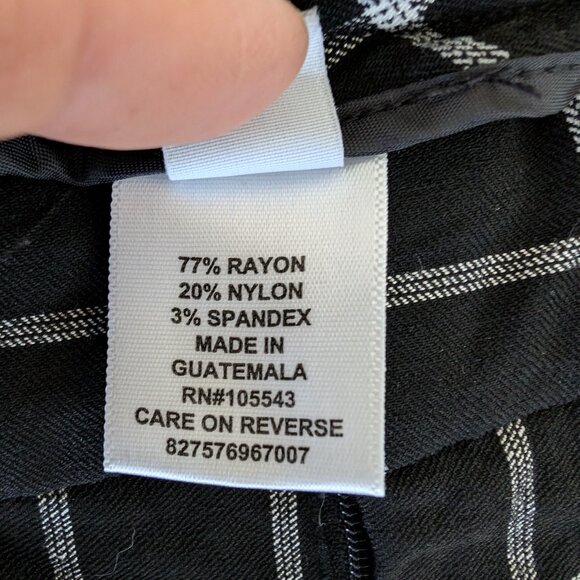 77% RAYON
20% NYLON
3% SPANDEX
MADE IN
GUATEMALA
RN#105543
CARE ON REVERSE
827576967007